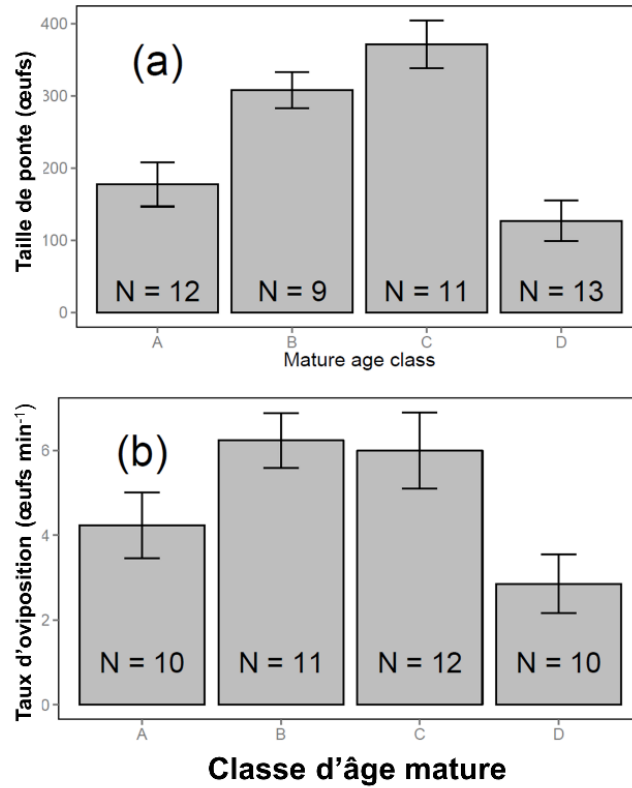 400
(a)
300
200
100
0
Taille de ponte (œufs)
N = 12 N = 9 N = 11 N = 13
A B C D
Mature age class
(b)
6
4
2
0
Taux d'oviposition (œufs min⁻¹)
N = 10 N = 11 N = 12 N = 10
A B C D
Classe d'âge mature